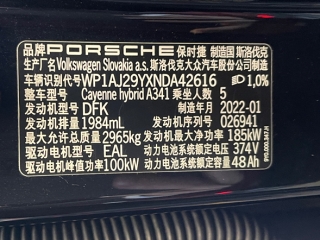 品牌 PORSCHE 保时捷 制造国 斯洛伐克
生产厂名 Volkswagen Slovakia a.s. 斯洛伐克大众汽车有限公司
车辆识别代号 WP1AJ29YXNDA42616 1,0%
整车型号 Cayenne hybrid A341 乘坐人数 5
发动机型号 DFK 制造年月 2022-01
发动机排量 1984mL 发动机序列号 026941
最大允许总质量 2965kg 发动机最大净功率 185kW
驱动电机型号 EAL 动力电池系统额定电压 374V
驱动电机峰值功率 100kW 动力电池系统额定容量 48Ah